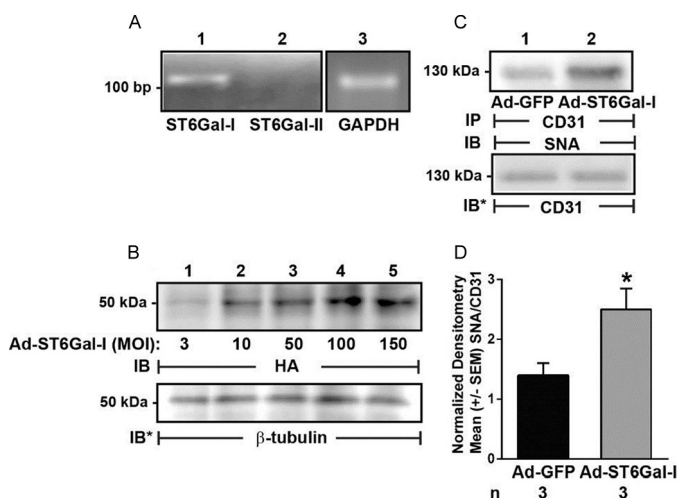 A
1 2 3
100 bp
ST6Gal-I ST6Gal-II GAPDH
B
1 2 3 4 5
50 kDa
Ad-ST6Gal-I (MOI): 3 10 50 100 150
IB HA
50 kDa
IB* β-tubulin
C
1 2
130 kDa
Ad-GFP Ad-ST6Gal-I
IP CD31
IB SNA
130 kDa
IB* CD31
D
Normalized Densitometry
Mean (+/- SEM) SNA/CD31
3
2
1
0
*
Ad-GFP Ad-ST6Gal-I
n 3 3